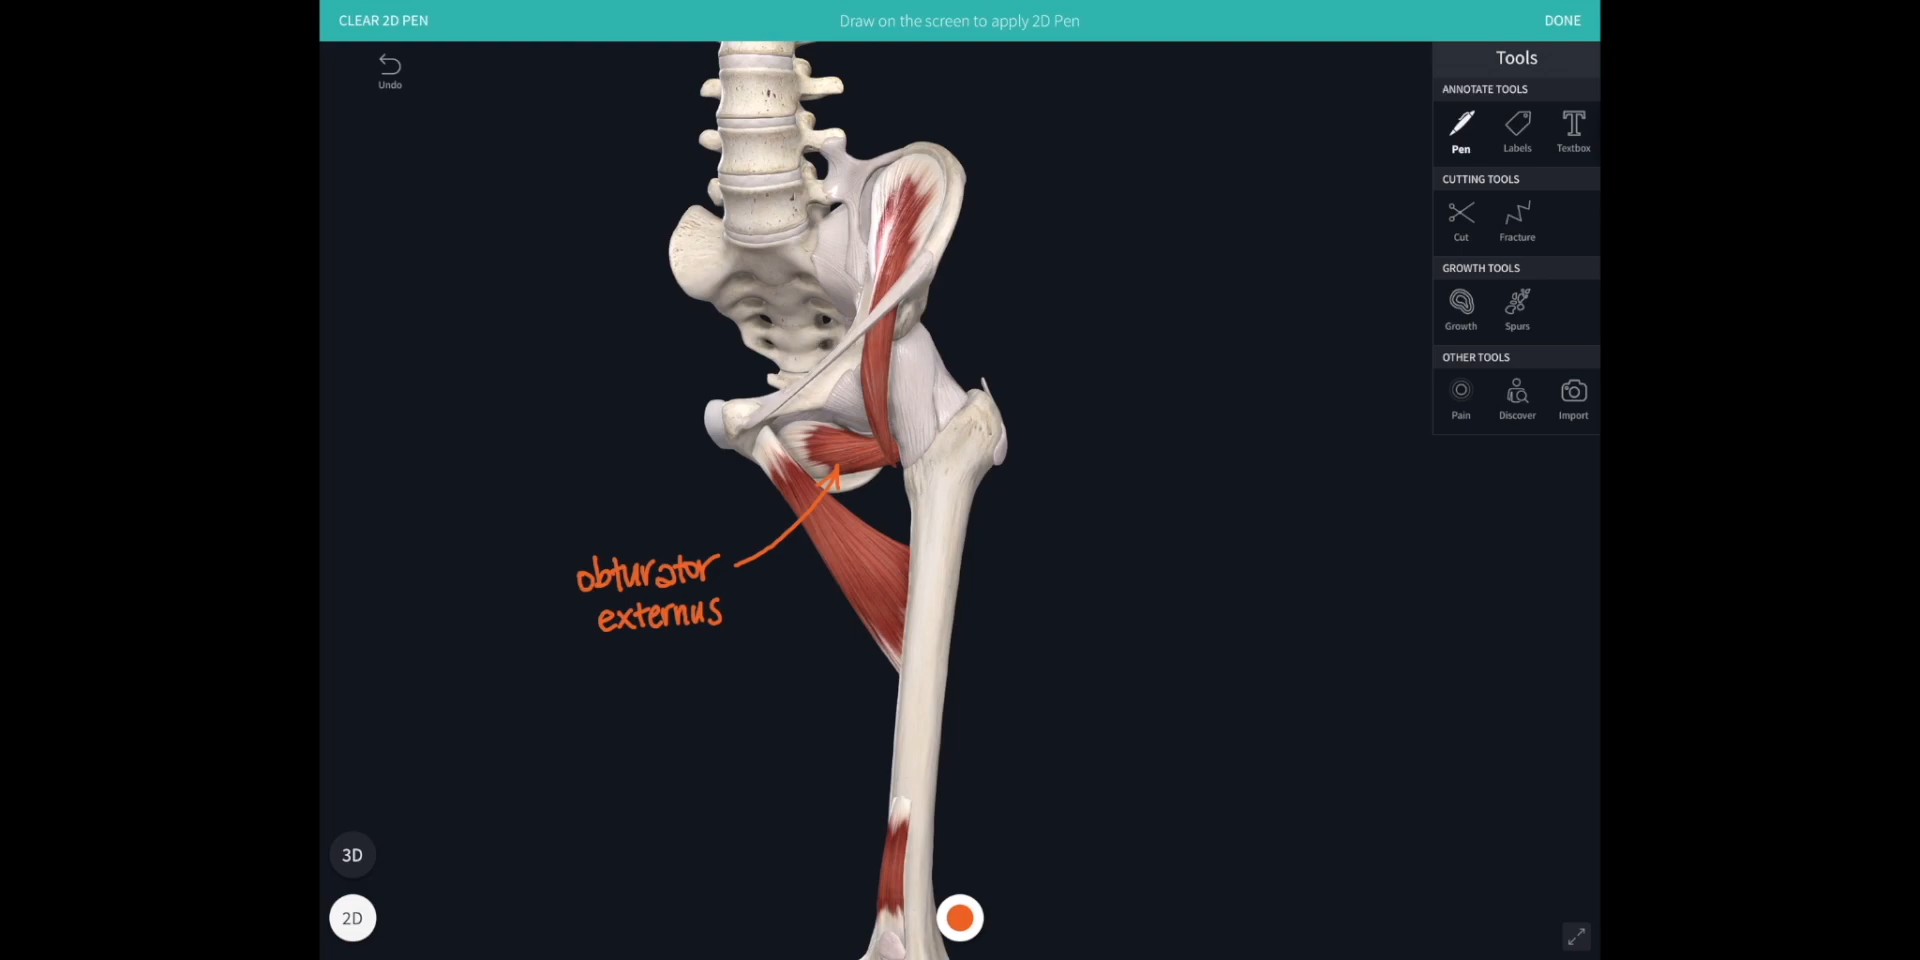 CLEAR 2D PEN
Draw on the screen to apply 2D Pen
DONE
Undo
Tools
ANNOTATE TOOLS
Pen
Labels
Textbox
CUTTING TOOLS
Cut
Fracture
GROWTH TOOLS
Growth
Spurs
OTHER TOOLS
Pain
Discover
Import
obturator
externus
3D
2D